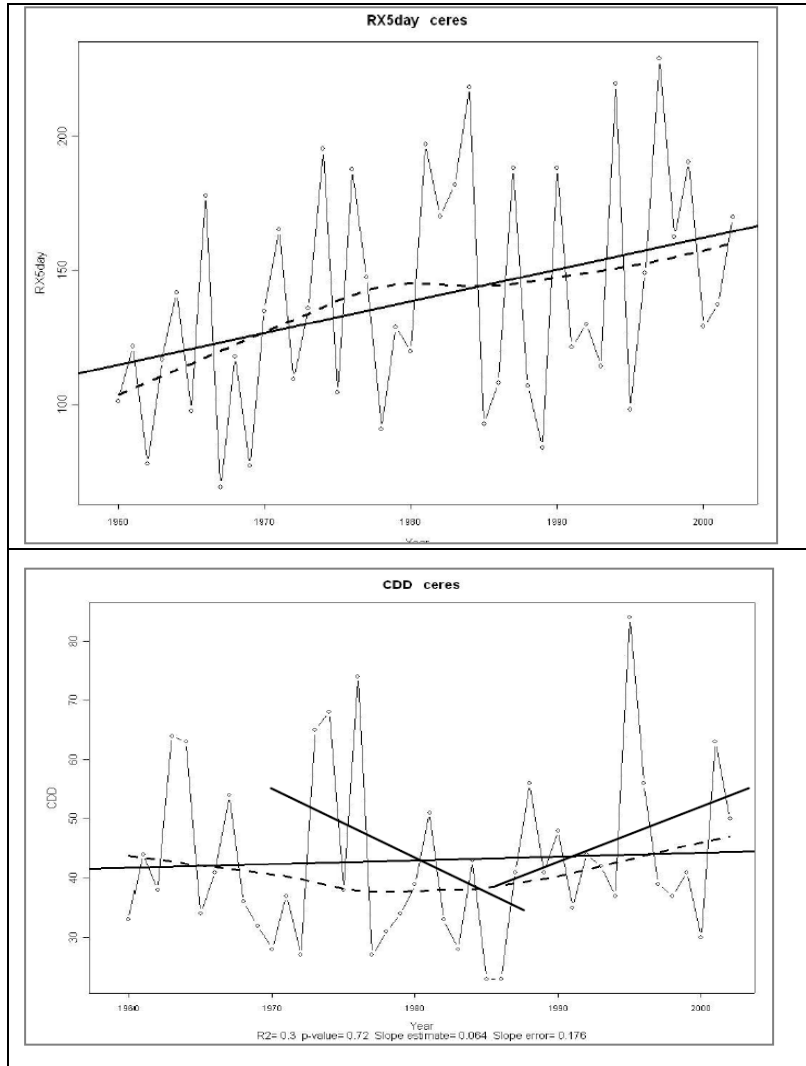 RX5day ceres
200
150
100
RX5day
1960 1970 1980 1990 2000
Year
CDD ceres
80
70
60
50
40
30
CDD
1960 1970 1980 1990 2000
Year
R2= 0.3 p-value= 0.72 Slope estimate= 0.064 Slope error= 0.176